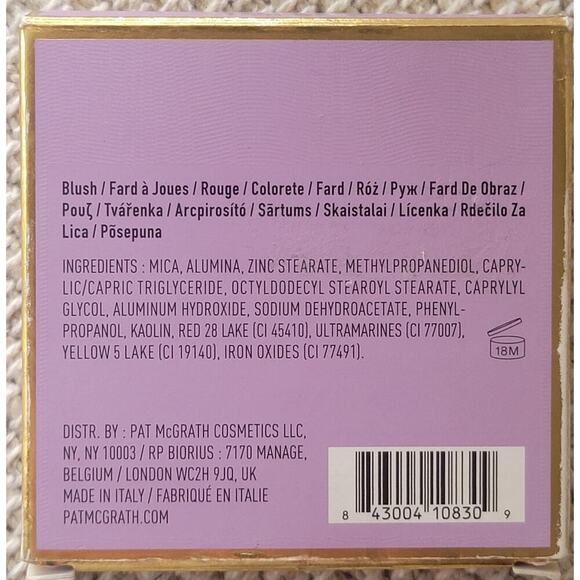 Blush / Fard à Joues / Rouge / Colorete / Fard / Róż / Руж / Fard De Obraz /
Ρουζ / Tvářenka / Arcpirosító / Sārtums / Skaistalai / Lícenka / Rdečilo Za
Lica / Põsepuna
INGREDIENTS : MICA, ALUMINA, ZINC STEARATE, METHYLPROPANEDIOL, CAPRY-
LIC/CAPRIC TRIGLYCERIDE, OCTYLDODECYL STEAROYL STEARATE, CAPRYLYL
GLYCOL, ALUMINUM HYDROXIDE, SODIUM DEHYDROACETATE, PHENYL-
PROPANOL, KAOLIN, RED 28 LAKE (CI 45410), ULTRAMARINES (CI 77007),
YELLOW 5 LAKE (CI 19140), IRON OXIDES (CI 77491).
18M
DISTR. BY : PAT McGRATH COSMETICS LLC,
NY, NY 10003 / RP BIORIUS : 7170 MANAGE,
BELGIUM / LONDON WC2H 9JQ, UK
MADE IN ITALY / FABRIQUÉ EN ITALIE
PATMCGRATH.COM
8 43004 10830 9